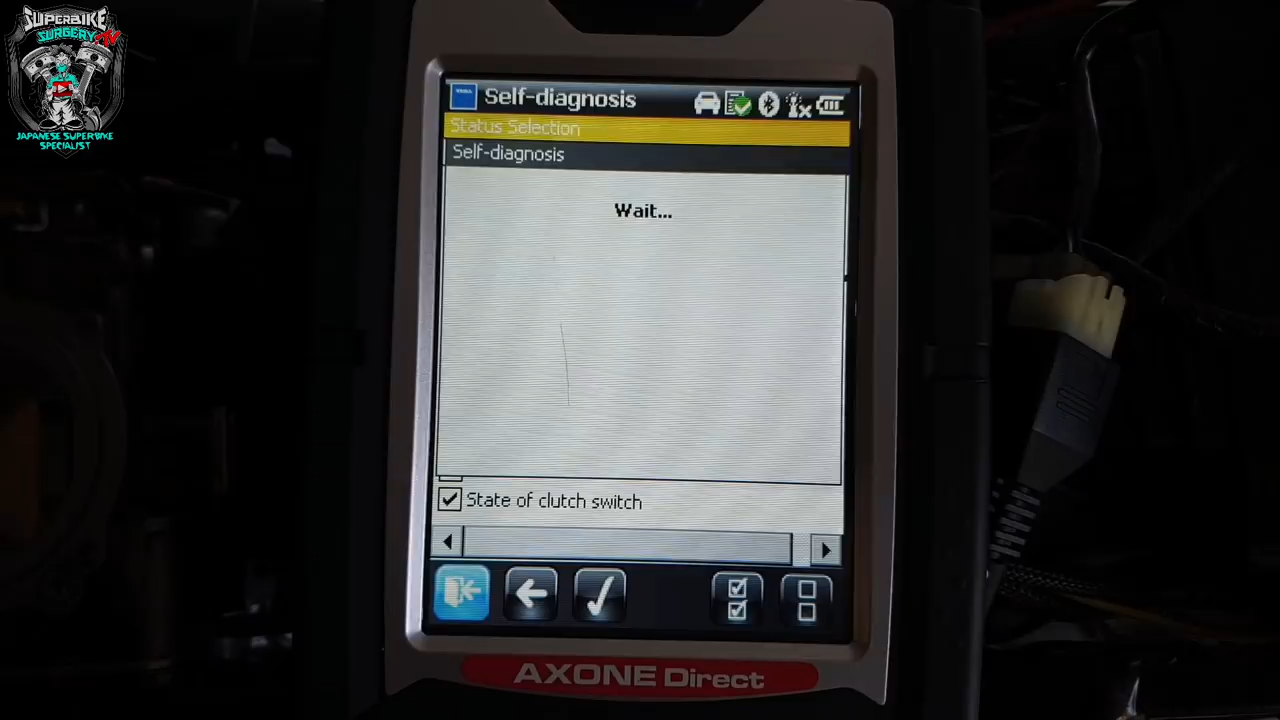 SUPERBIKE
SURGERY TV
JAPANESE SUPERBIKE
SPECIALIST
Self-diagnosis
Status Selection
Self-diagnosis
Wait...
State of clutch switch
AXONE Direct